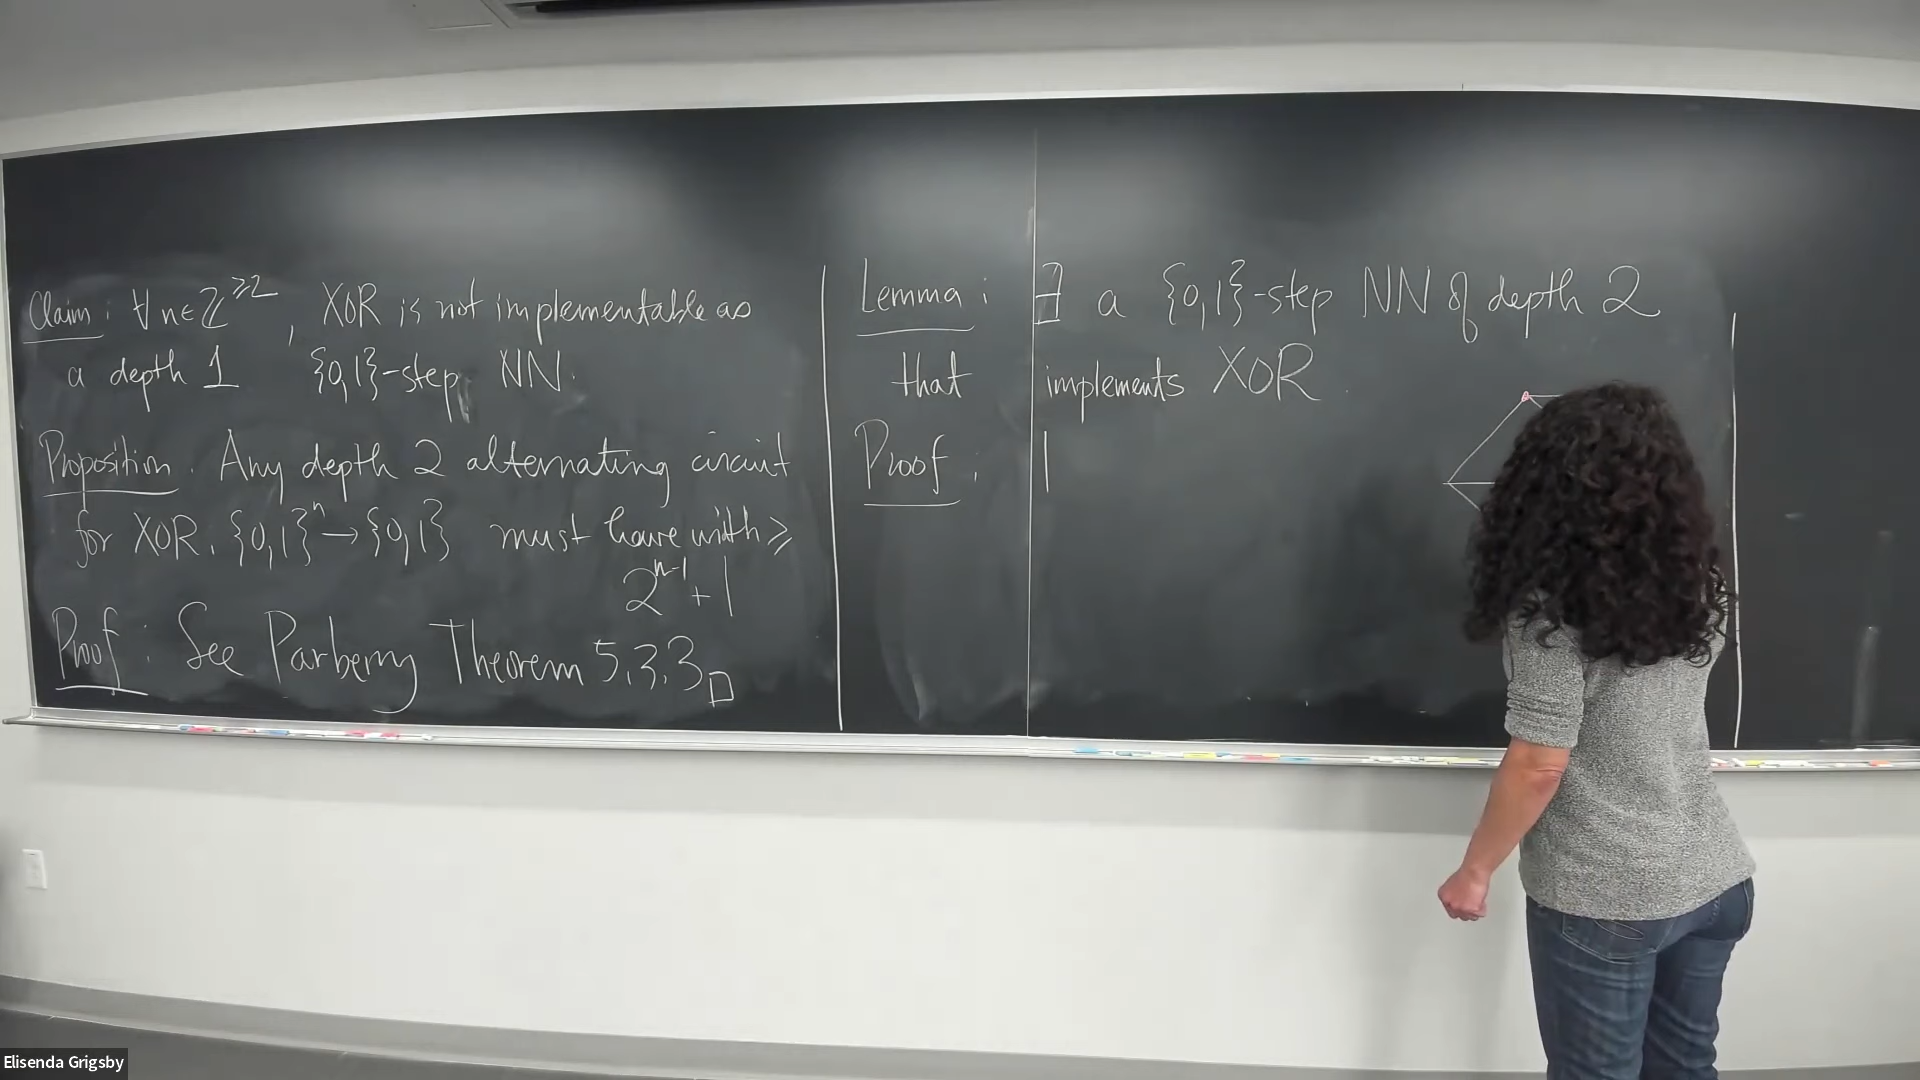 Claim: ∀ n ∈ ℤ^≥2, XOR is not implementable as
a depth 1 {0,1}-step NN.
Proposition. Any depth 2 alternating circuit
for XOR. {0,1}^n → {0,1} must have width ≥
2^n-1 + 1
Proof: See Parberry Theorem 5.3.3 □
Lemma: ∃ a {0,1}-step NN of depth 2
that implements XOR.
Proof:
Elisenda Grigsby